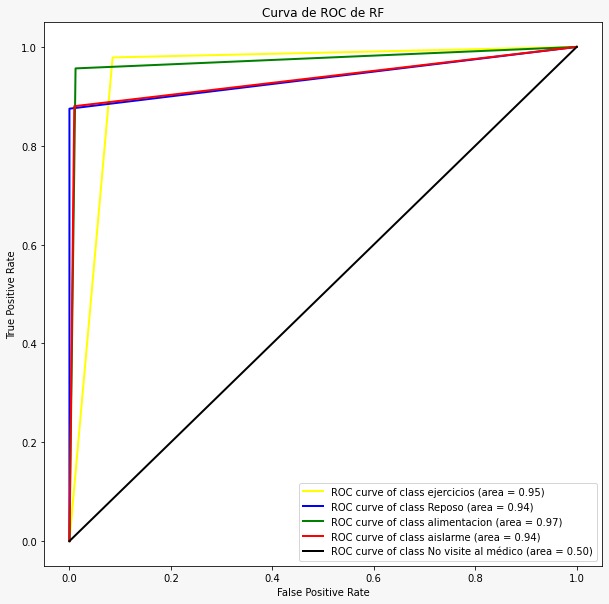 Curva de ROC de RF
True Positive Rate
1.0
0.8
0.6
0.4
0.2
0.0
ROC curve of class ejercicios (area = 0.95)
ROC curve of class Reposo (area = 0.94)
ROC curve of class alimentacion (area = 0.97)
ROC curve of class aislarme (area = 0.94)
ROC curve of class No visite al médico (area = 0.50)
0.0 0.2 0.4 0.6 0.8 1.0
False Positive Rate